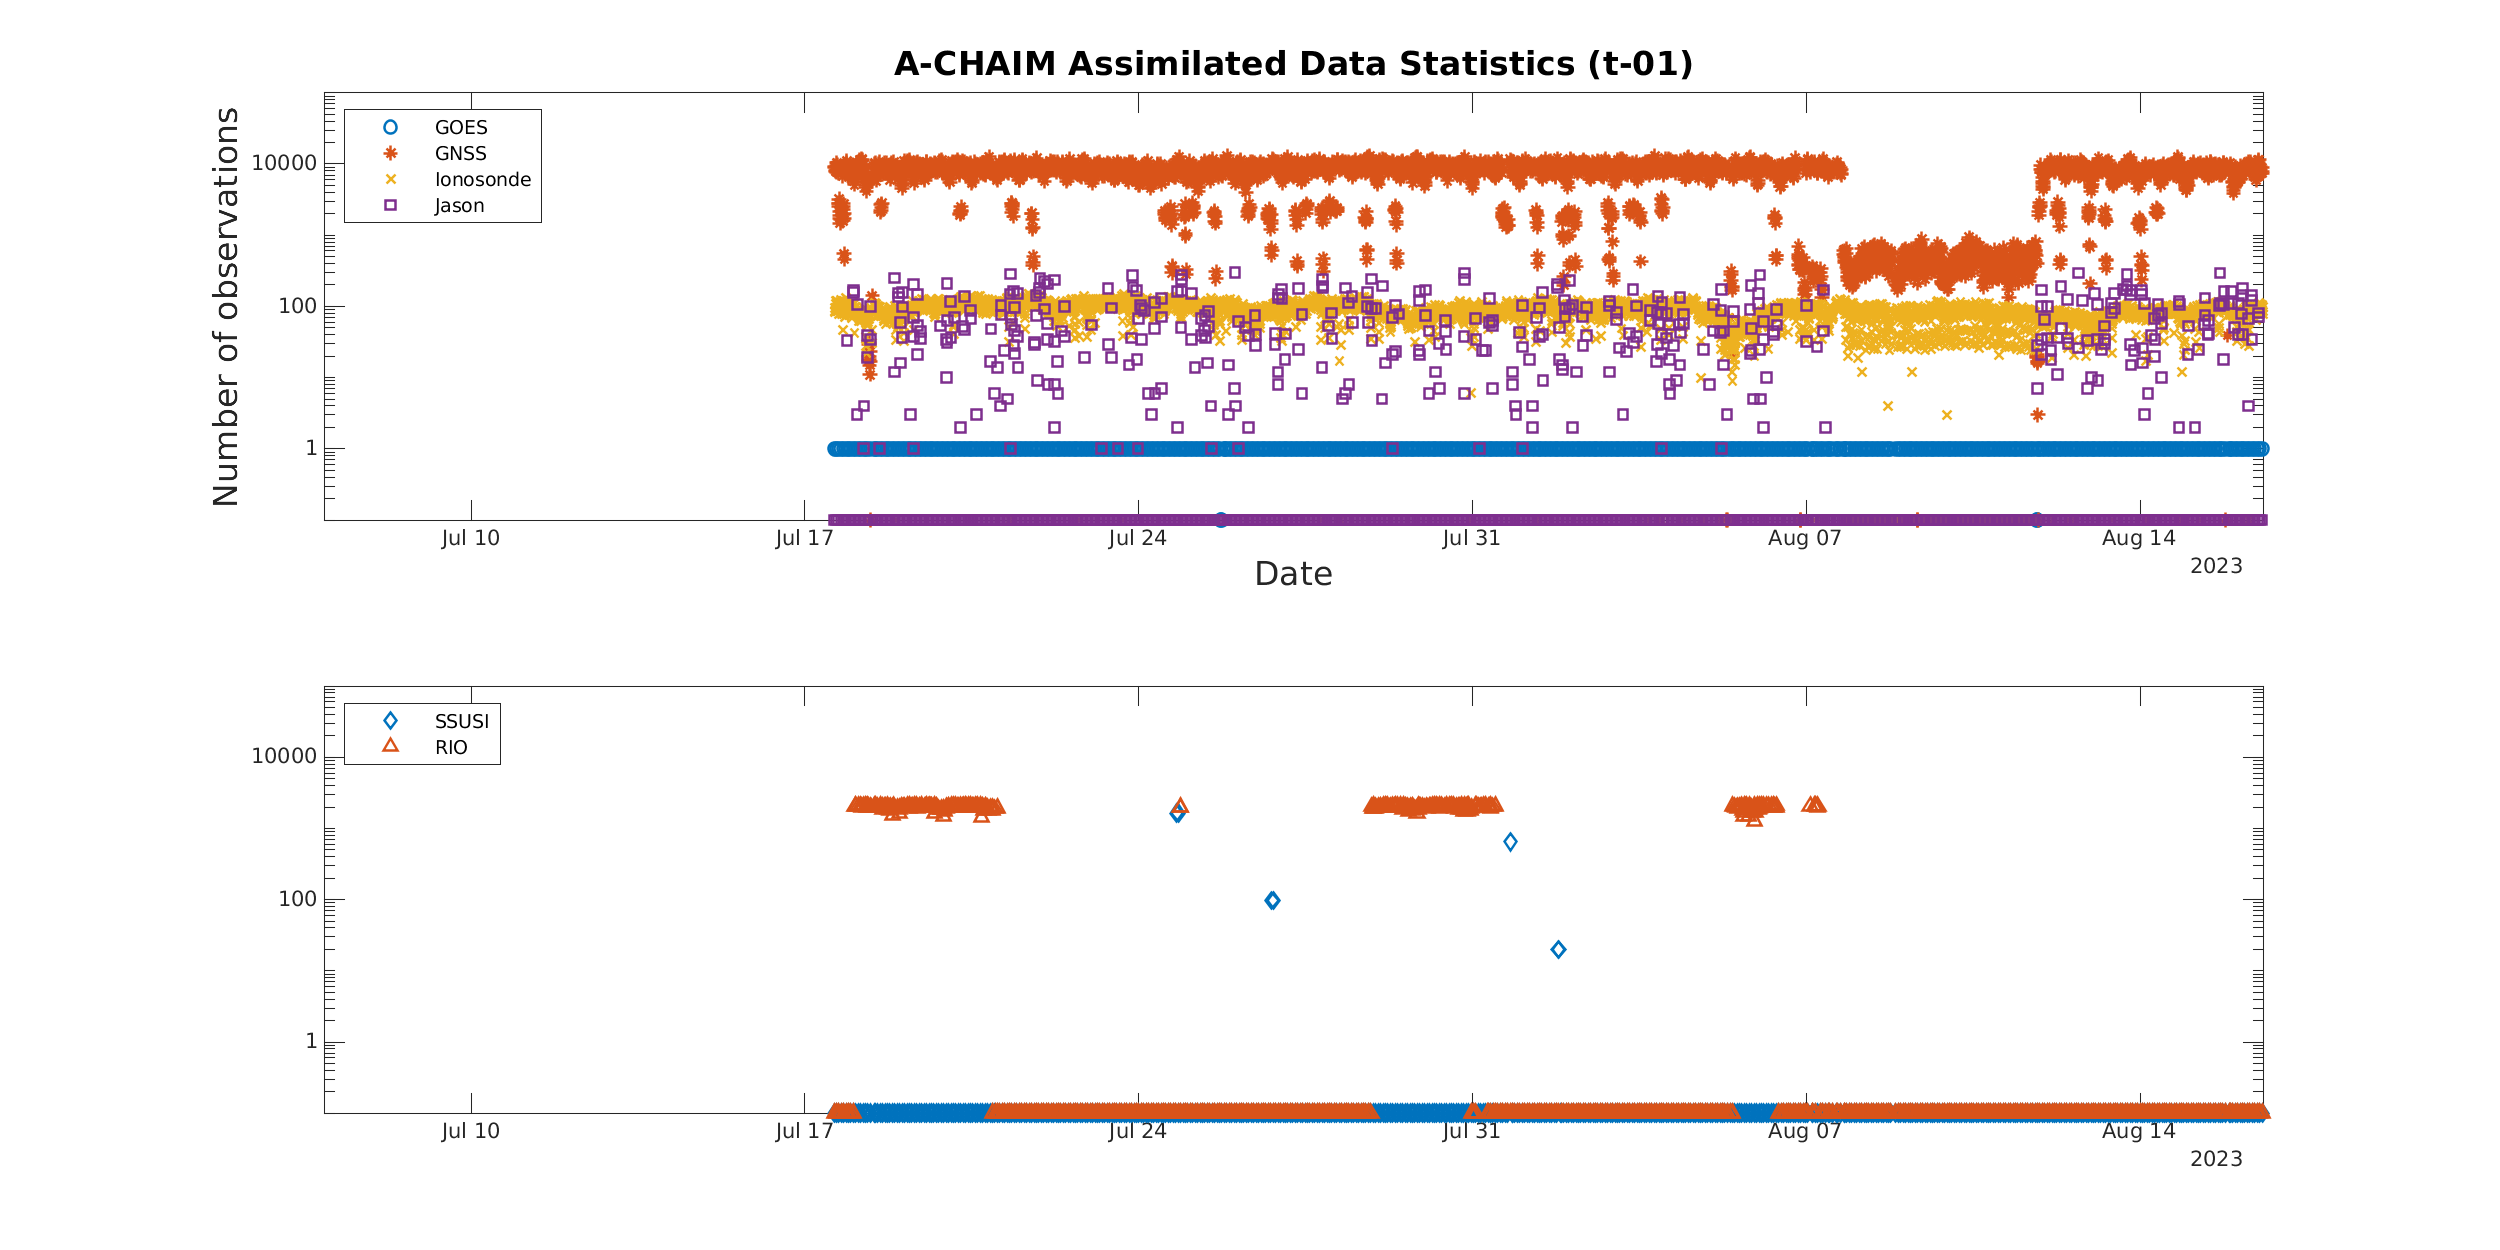 A-CHAIM Assimilated Data Statistics (t-01)
Number of observations
10000
100
1
GOES
GNSS
Ionosonde
Jason
Jul 10
Jul 17
Jul 24
Jul 31
Aug 07
Aug 14
2023
Date
10000
100
1
SSUSI
RIO
Jul 10
Jul 17
Jul 24
Jul 31
Aug 07
Aug 14
2023